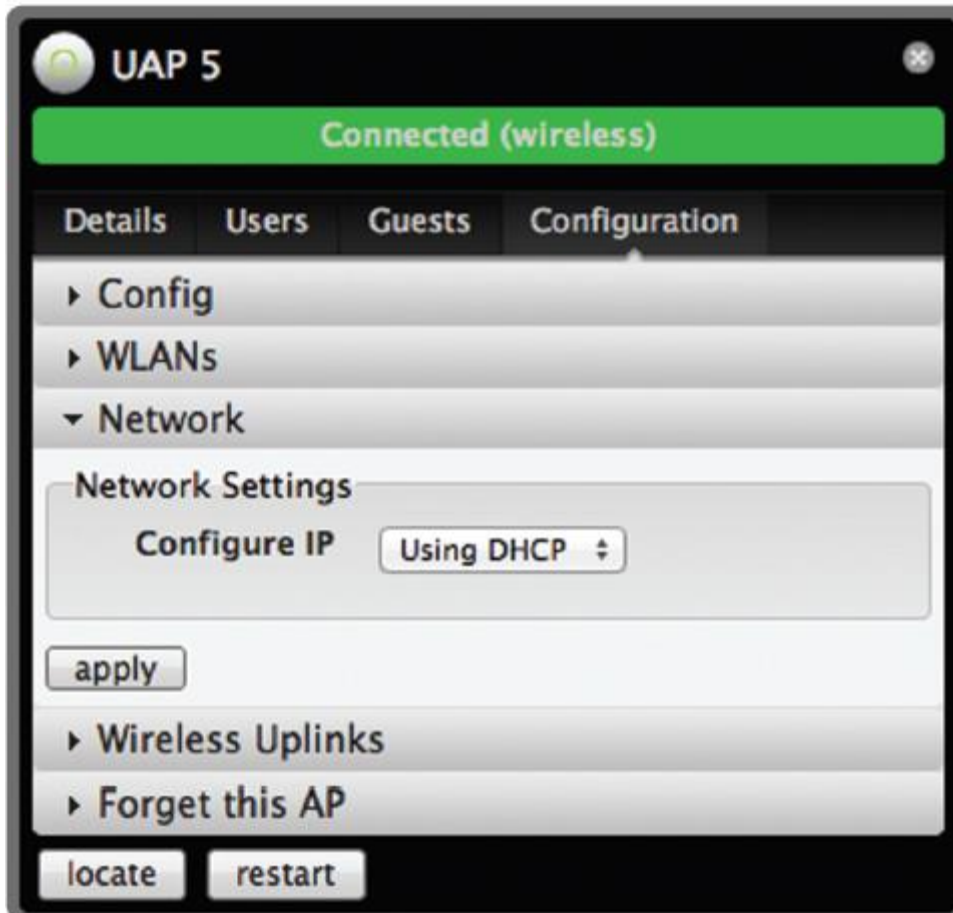 UAP 5
Connected (wireless)
Details Users Guests Configuration
Config
WLANs
Network
Network Settings
Configure IP Using DHCP
apply
Wireless Uplinks
Forget this AP
locate restart